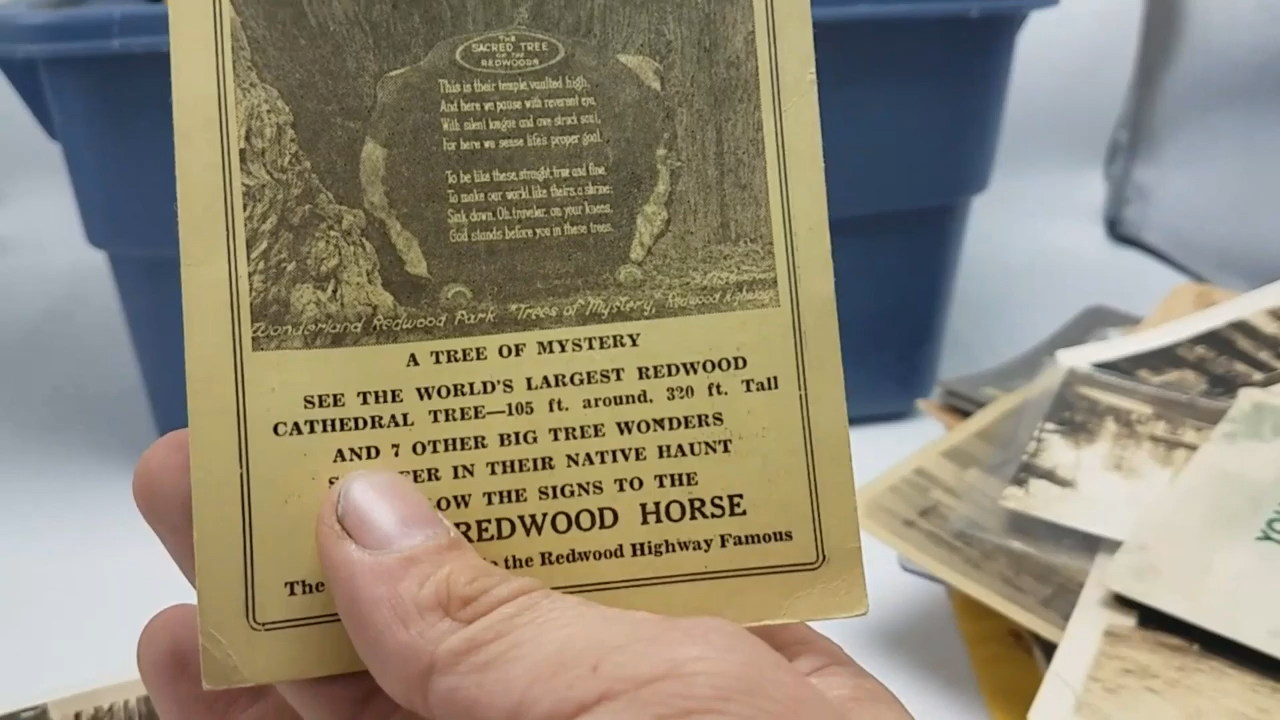 THE
SACRED TREE
OF THE
REDWOODS
This is their temple, vaulted high,
And here we pause with reverent eye,
With silent tongue and awe struck soul,
For here we sense life's proper goal.
To be like these, straight, true and fine,
To make our world, like theirs, a shrine;
Sink down, Oh, traveler, on your knees,
God stands before you in these trees.
Wonderland Redwood Park "Trees of Mystery," Redwood Highway
A TREE OF MYSTERY
SEE THE WORLD'S LARGEST REDWOOD
CATHEDRAL TREE—105 ft. around, 320 ft. Tall
AND 7 OTHER BIG TREE WONDERS
IN THEIR NATIVE HAUNT
THE SIGNS TO THE
REDWOOD HORSE
The the Redwood Highway Famous